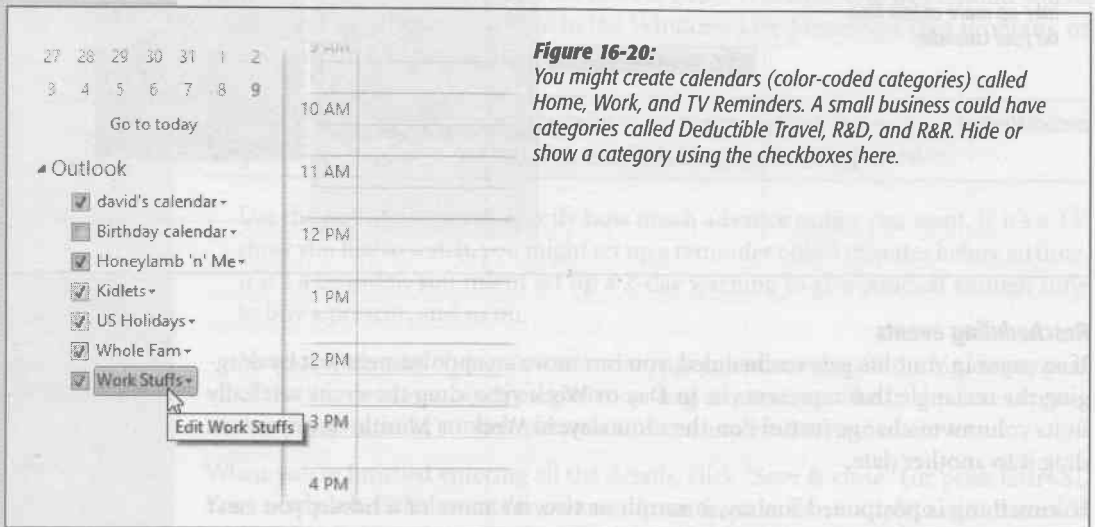 27 28 29 30 31 1 2
3 4 5 6 7 8 9
Go to today
Outlook
david's calendar
Birthday calendar
Honeylamb 'n' Me
Kidlets
US Holidays
Whole Fam
Work Stuffs
Edit Work Stuffs
9 AM
10 AM
11 AM
12 PM
1 PM
2 PM
3 PM
4 PM
Figure 16-20:
You might create calendars (color-coded categories) called
Home, Work, and TV Reminders. A small business could have
categories called Deductible Travel, R&D, and R&R. Hide or
show a category using the checkboxes here.